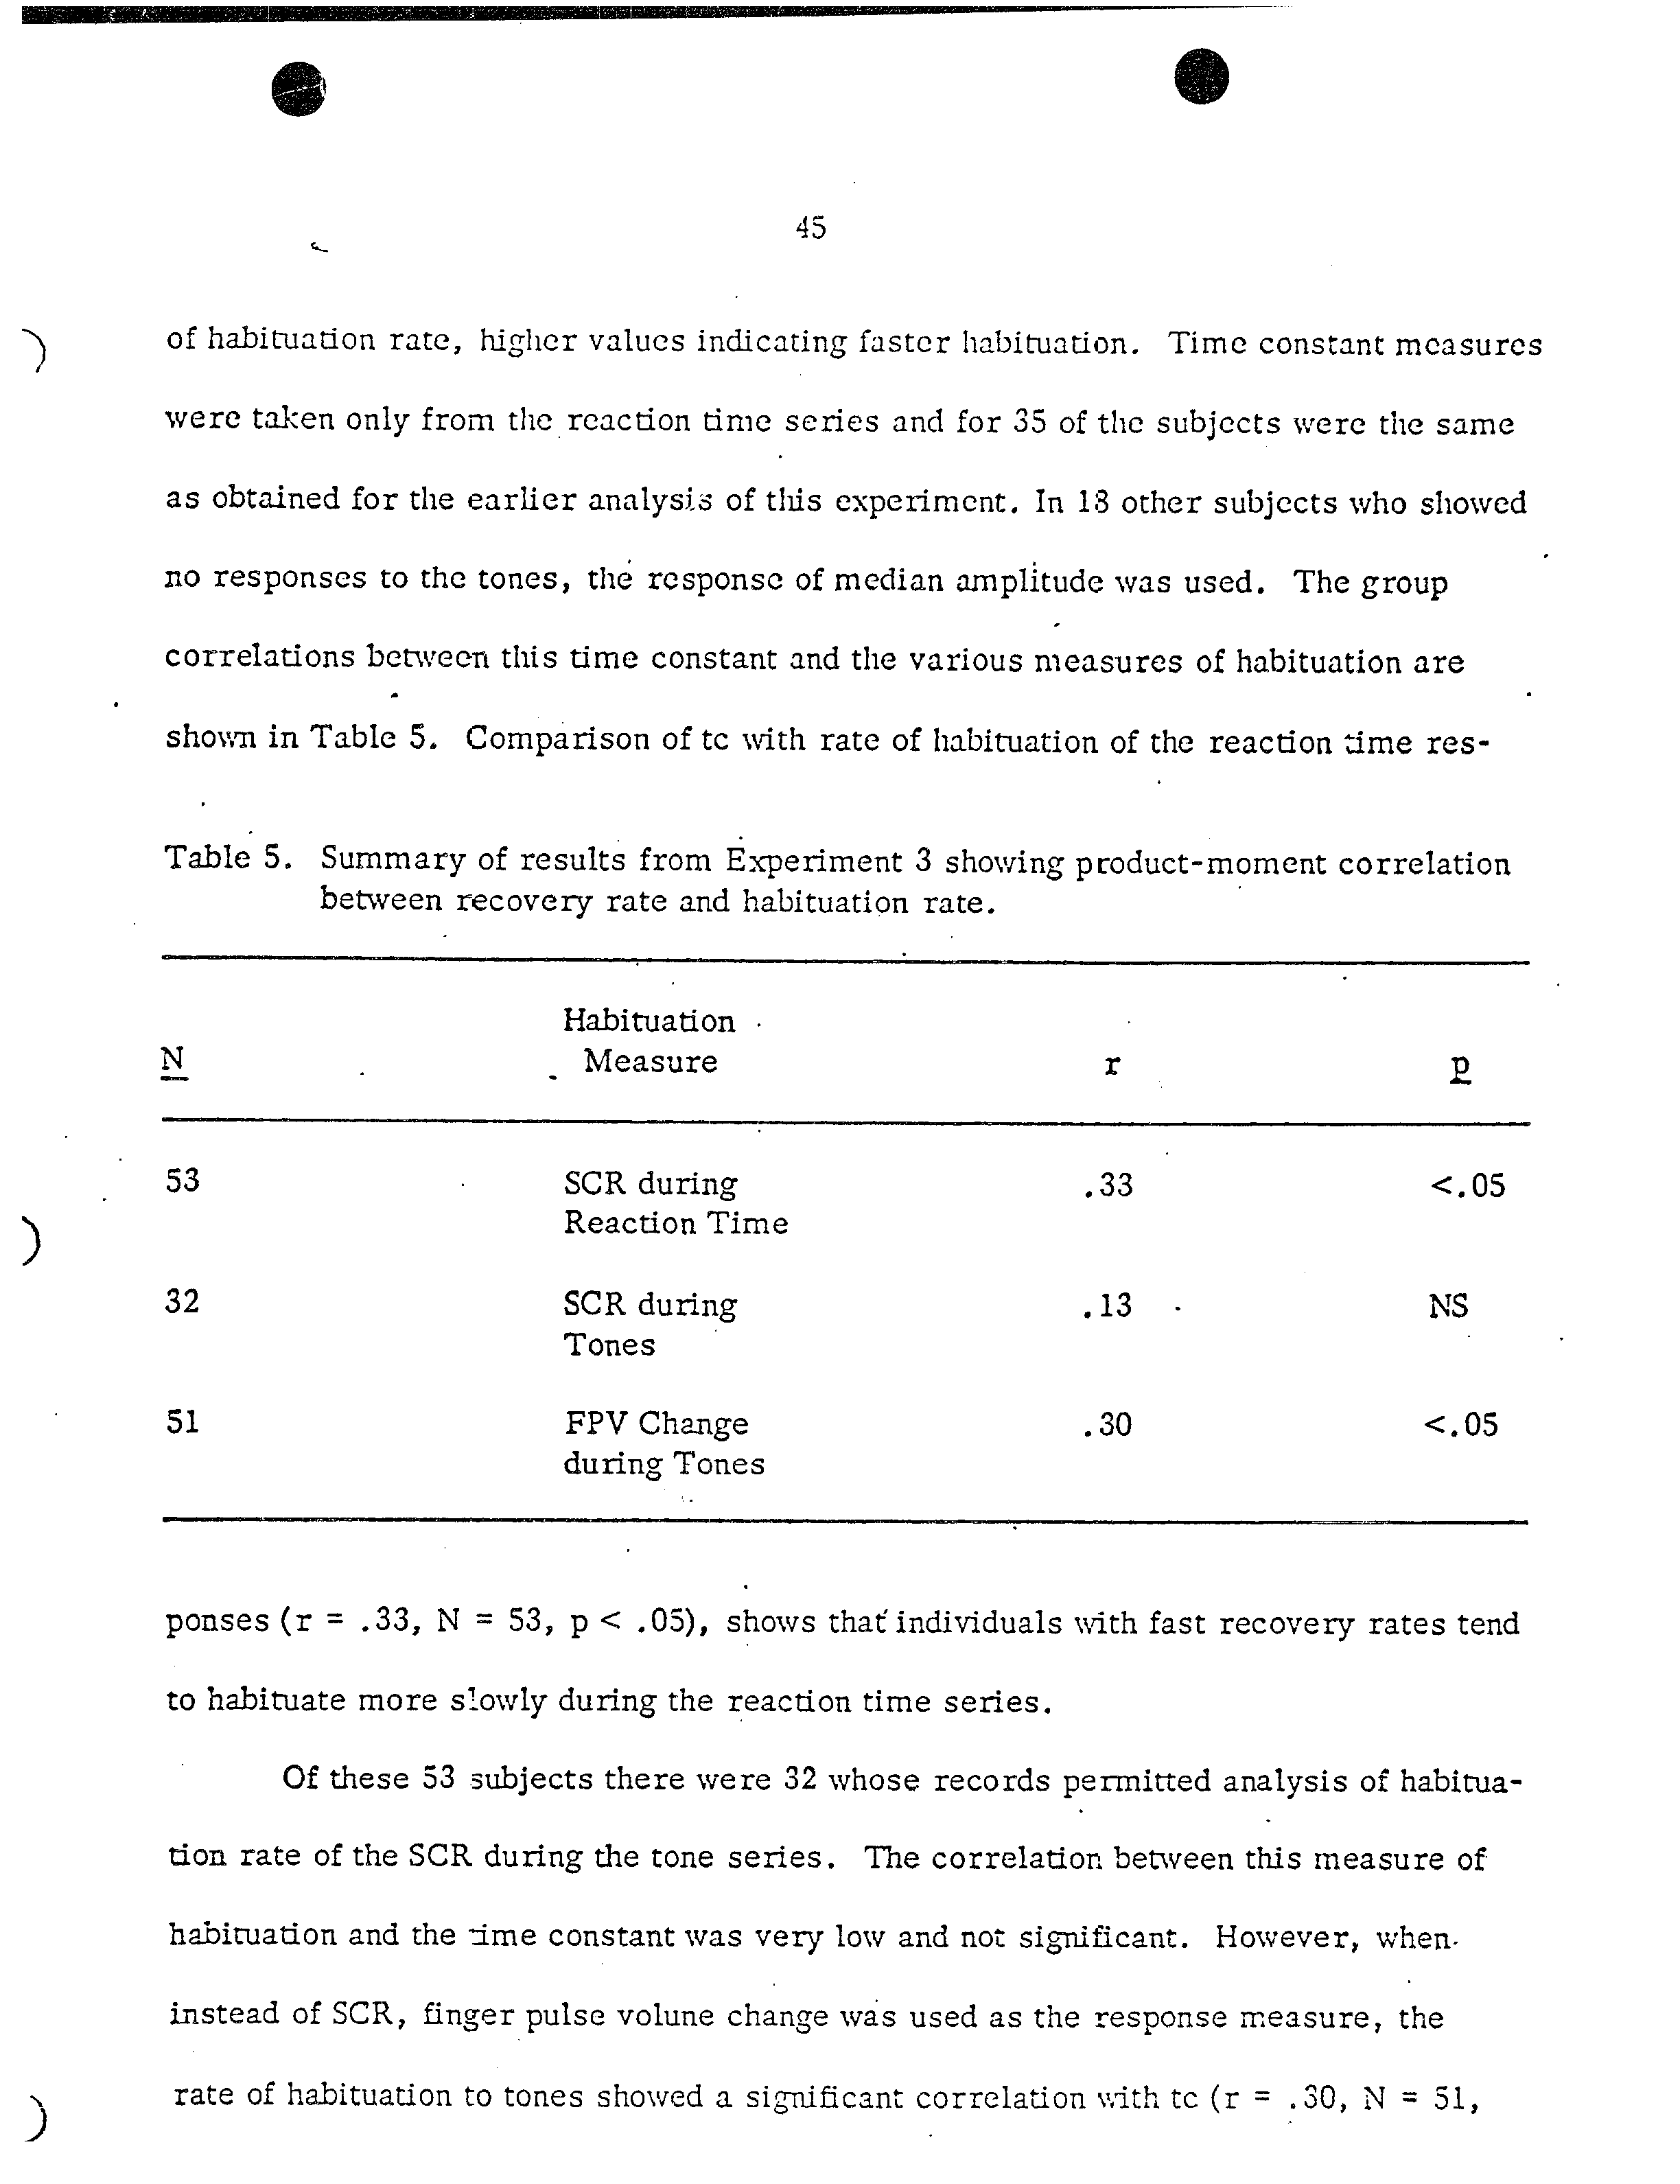 45
of habituation rate, higher values indicating faster habituation. Time constant measures
were taken only from the reaction time series and for 35 of the subjects were the same
as obtained for the earlier analysis of this experiment. In 18 other subjects who showed
no responses to the tones, the response of median amplitude was used. The group
correlations between this time constant and the various measures of habituation are
shown in Table 5. Comparison of tc with rate of habituation of the reaction time res-
Table 5. Summary of results from Experiment 3 showing product-moment correlation
between recovery rate and habituation rate.
Habituation
N Measure r p
53 SCR during .33 <.05
Reaction Time
32 SCR during .13 NS
Tones
51 FPV Change .30 <.05
during Tones
ponses (r = .33, N = 53, p < .05), shows that individuals with fast recovery rates tend
to habituate more slowly during the reaction time series.
Of these 53 subjects there were 32 whose records permitted analysis of habitua-
tion rate of the SCR during the tone series. The correlation between this measure of
habituation and the time constant was very low and not significant. However, when
instead of SCR, finger pulse volune change was used as the response measure, the
rate of habituation to tones showed a significant correlation with tc (r = .30, N = 51,